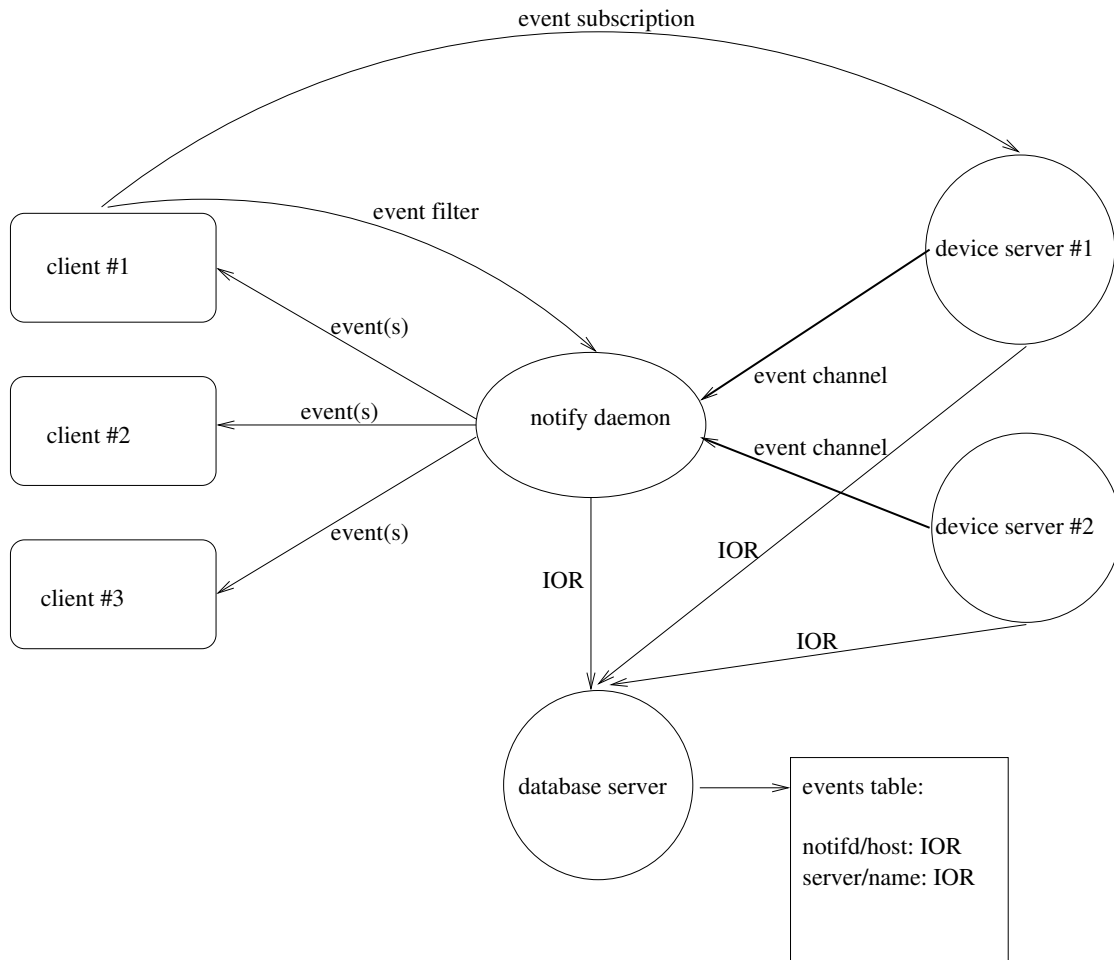 event subscription
event filter
client #1
device server #1
event(s)
event channel
client #2
event(s)
notify daemon
event channel
device server #2
event(s)
IOR
IOR
client #3
IOR
database server
events table:
notifd/host: IOR
server/name: IOR